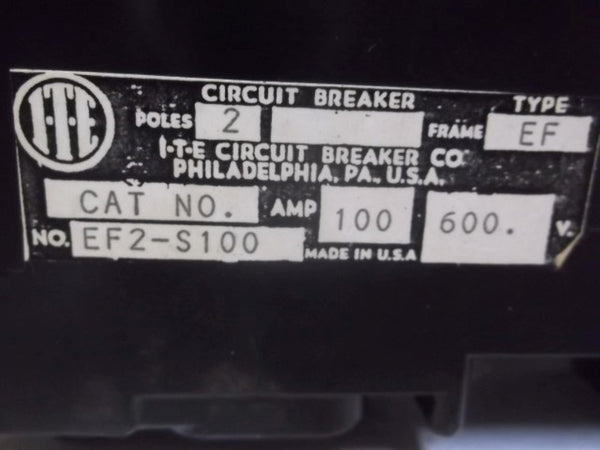 I·T·E
CIRCUIT BREAKER TYPE
POLES 2 FRAME EF
I·T·E CIRCUIT BREAKER CO
PHILADELPHIA, PA., U.S.A.
CAT NO. AMP 100 600. V.
NO. EF2-S100 MADE IN U.S.A